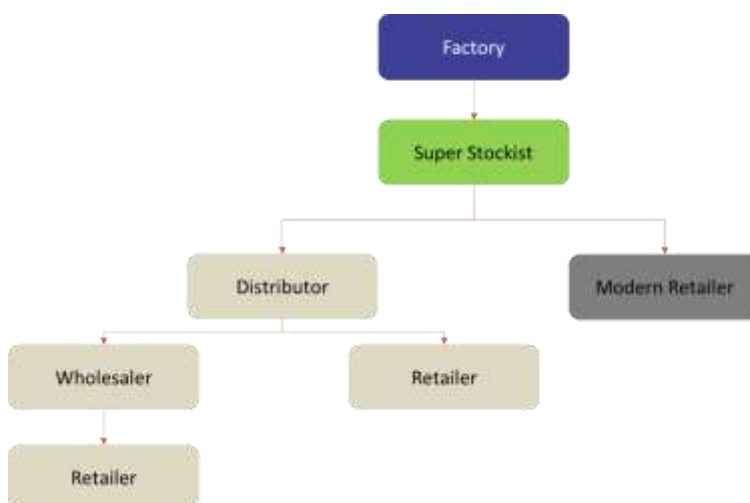 Factory
Super Stockist
Distributor
Modern Retailer
Wholesaler
Retailer
Retailer